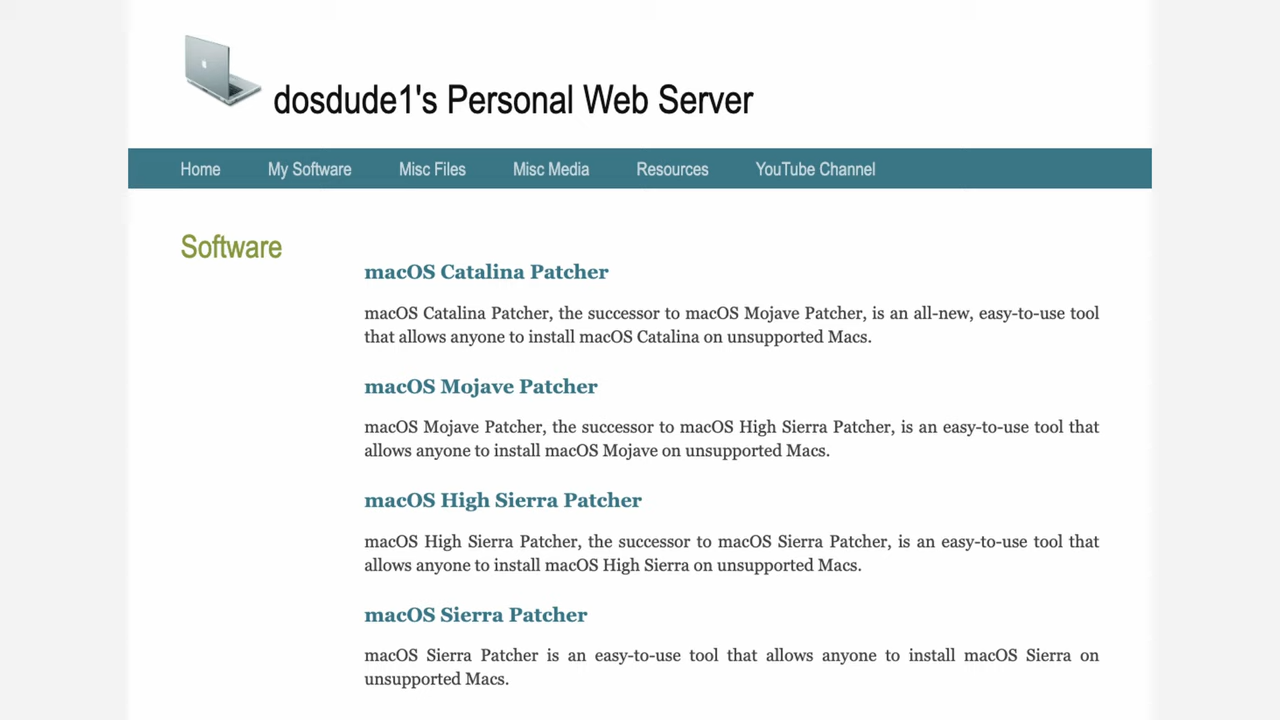 dosdude1's Personal Web Server
Home My Software Misc Files Misc Media Resources YouTube Channel
Software
macOS Catalina Patcher
macOS Catalina Patcher, the successor to macOS Mojave Patcher, is an all-new, easy-to-use tool
that allows anyone to install macOS Catalina on unsupported Macs.
macOS Mojave Patcher
macOS Mojave Patcher, the successor to macOS High Sierra Patcher, is an easy-to-use tool that
allows anyone to install macOS Mojave on unsupported Macs.
macOS High Sierra Patcher
macOS High Sierra Patcher, the successor to macOS Sierra Patcher, is an easy-to-use tool that
allows anyone to install macOS High Sierra on unsupported Macs.
macOS Sierra Patcher
macOS Sierra Patcher is an easy-to-use tool that allows anyone to install macOS Sierra on
unsupported Macs.